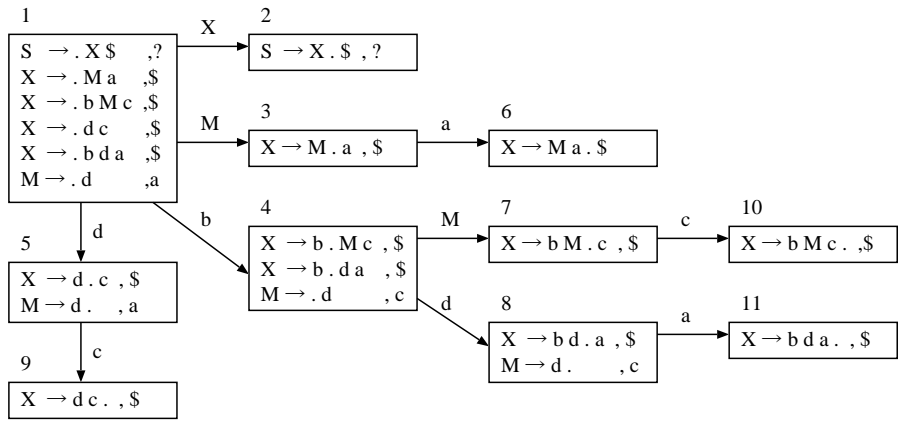 1
S → . X $ ,?
X → . M a ,$
X → . b M c ,$
X → . d c ,$
X → . b d a ,$
M → . d ,a
X
2
S → X . $ , ?
M
3
X → M . a , $
a
6
X → M a . $
b
4
X → b . M c , $
X → b . d a , $
M → . d , c
M
7
X → b M . c , $
c
10
X → b M c . , $
d
5
X → d . c , $
M → d . , a
d
8
X → b d . a , $
M → d . , c
a
11
X → b d a . , $
c
9
X → d c . , $